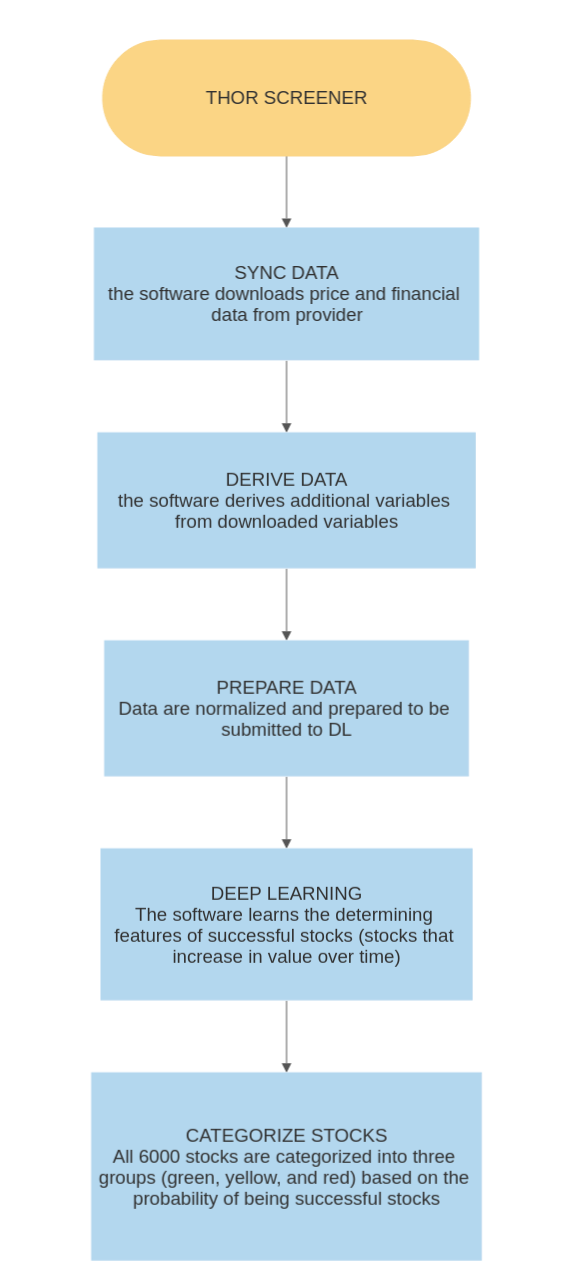 THOR SCREENER
SYNC DATA
the software downloads price and financial
data from provider
DERIVE DATA
the software derives additional variables
from downloaded variables
PREPARE DATA
Data are normalized and prepared to be
submitted to DL
DEEP LEARNING
The software learns the determining
features of successful stocks (stocks that
increase in value over time)
CATEGORIZE STOCKS
All 6000 stocks are categorized into three
groups (green, yellow, and red) based on the
probability of being successful stocks